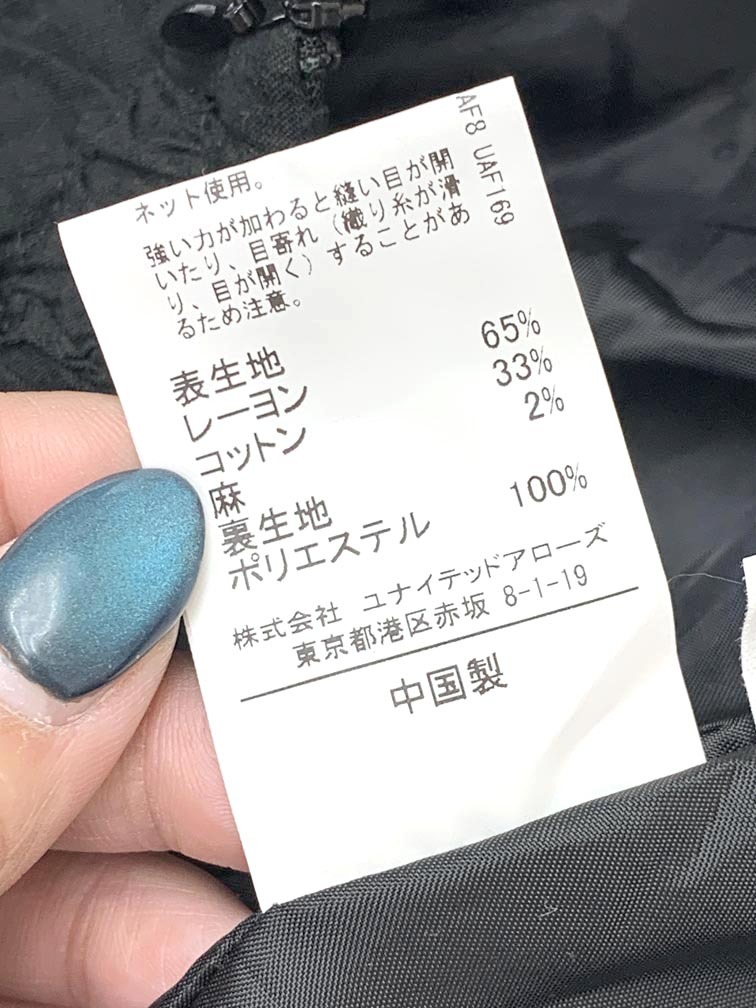 ネット使用。
強い力が加わると縫い目が開
いたり、目寄れ（織り糸が滑
り、目が開く）することがあ
るため注意。
表生地
レーヨン 65%
コットン 33%
麻 2%
裏生地
ポリエステル 100%
株式会社 ユナイテッドアローズ
東京都港区赤坂 8-1-19
中国製
AF8 UAF169